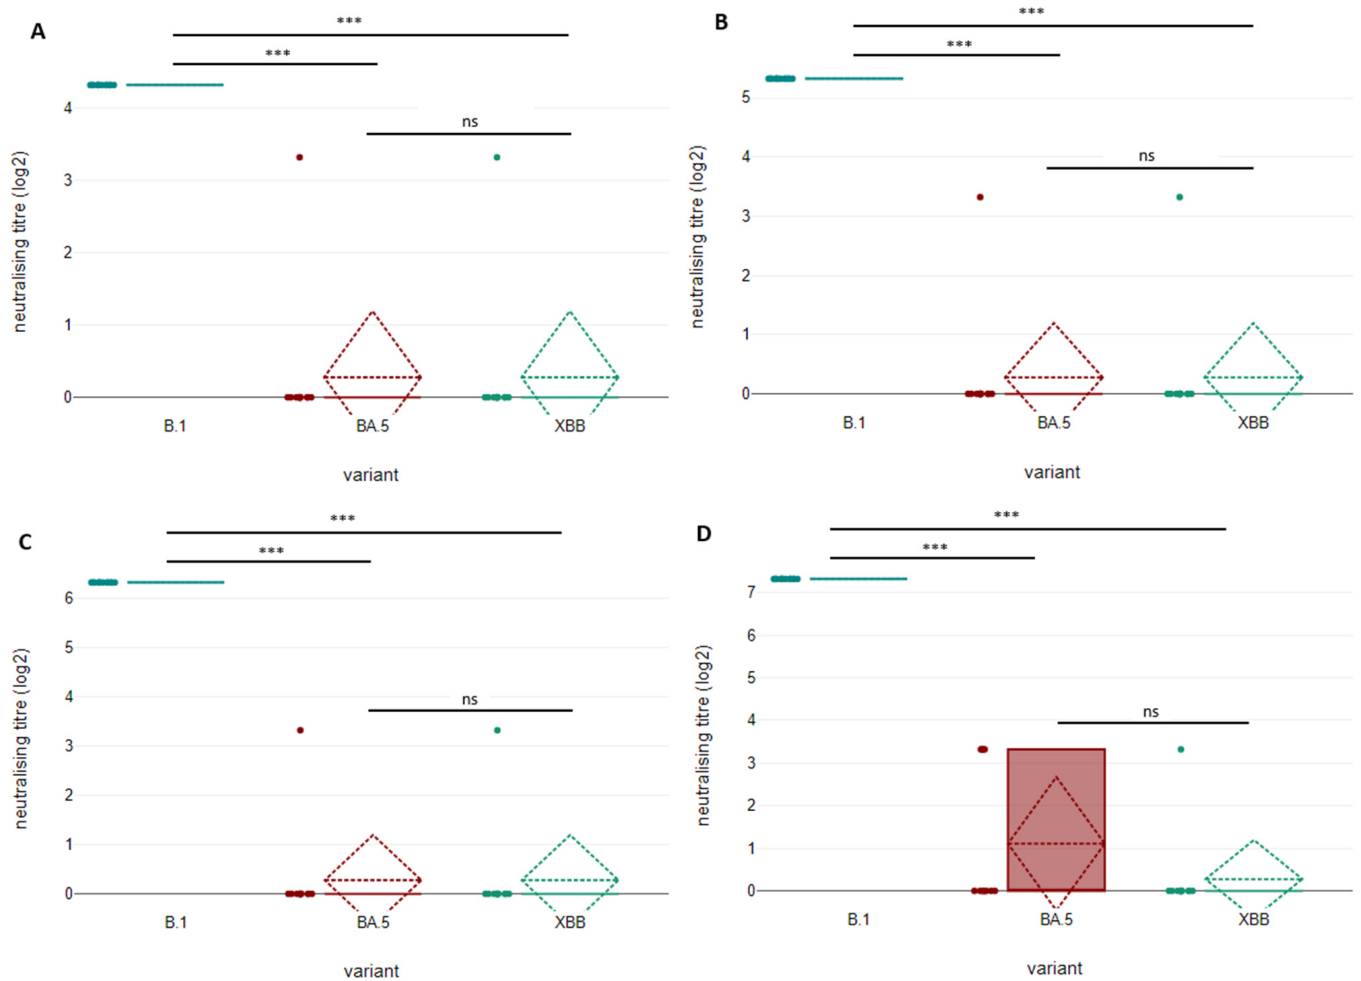 A
***
***
ns
neutralising titre (log2)
4
3
2
1
0
B.1 BA.5 XBB
variant
B
***
***
ns
neutralising titre (log2)
5
4
3
2
1
0
B.1 BA.5 XBB
variant
C
***
***
ns
neutralising titre (log2)
6
5
4
3
2
1
0
B.1 BA.5 XBB
variant
D
***
***
ns
neutralising titre (log2)
7
6
5
4
3
2
1
0
B.1 BA.5 XBB
variant